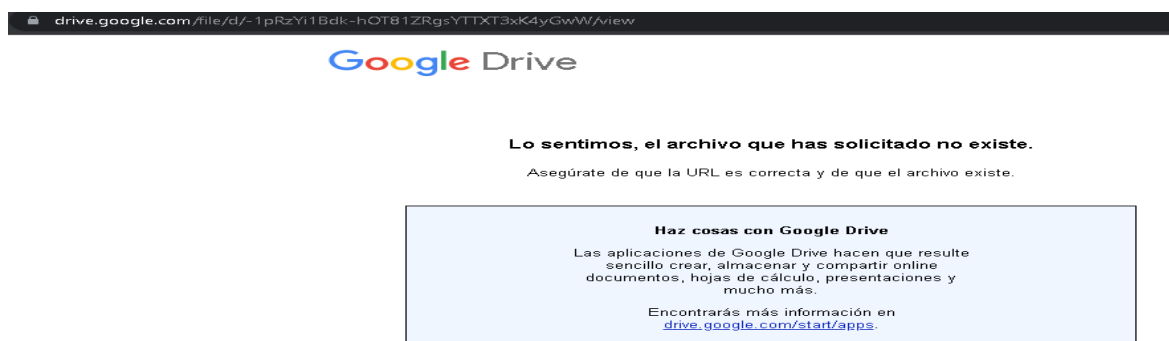 drive.google.com/file/d/-1pRzYi1Bdk-hOT81ZRgsYTTXT3xK4yGwW/view
Google Drive
Lo sentimos, el archivo que has solicitado no existe.
Asegúrate de que la URL es correcta y de que el archivo existe.
Haz cosas con Google Drive
Las aplicaciones de Google Drive hacen que resulte
sencillo crear, almacenar y compartir online
documentos, hojas de cálculo, presentaciones y
mucho más.
Encontrarás más información en
drive.google.com/start/apps.